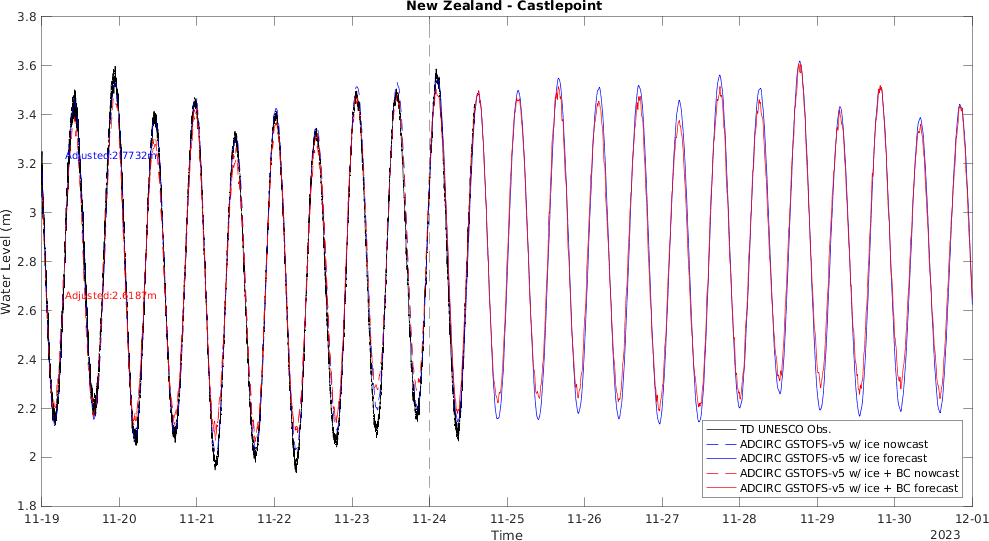 New Zealand - Castlepoint
Water Level (m)
3.8
3.6
3.4
3.2
3
2.8
2.6
2.4
2.2
2
1.8
Adjusted:2.7732m
Adjusted:2.6187m
TD UNESCO Obs.
ADCIRC GSTOFS-v5 w/ ice nowcast
ADCIRC GSTOFS-v5 w/ ice forecast
ADCIRC GSTOFS-v5 w/ ice + BC nowcast
ADCIRC GSTOFS-v5 w/ ice + BC forecast
11-19 11-20 11-21 11-22 11-23 11-24 11-25 11-26 11-27 11-28 11-29 11-30 12-01
Time
2023